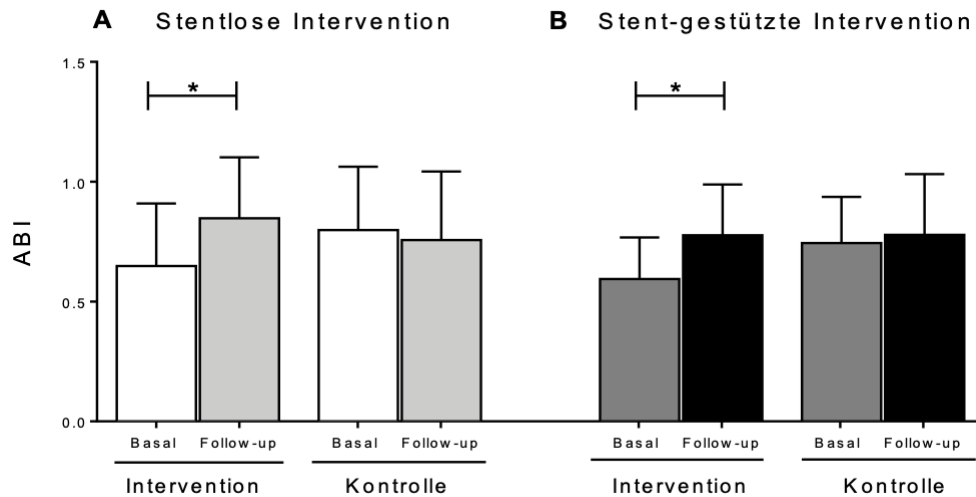 A Stentlose Intervention
B Stent-gestützte Intervention
ABI
1.5
1.0
0.5
0.0
* *
Basal Follow-up Basal Follow-up Basal Follow-up Basal Follow-up
Intervention Kontrolle Intervention Kontrolle